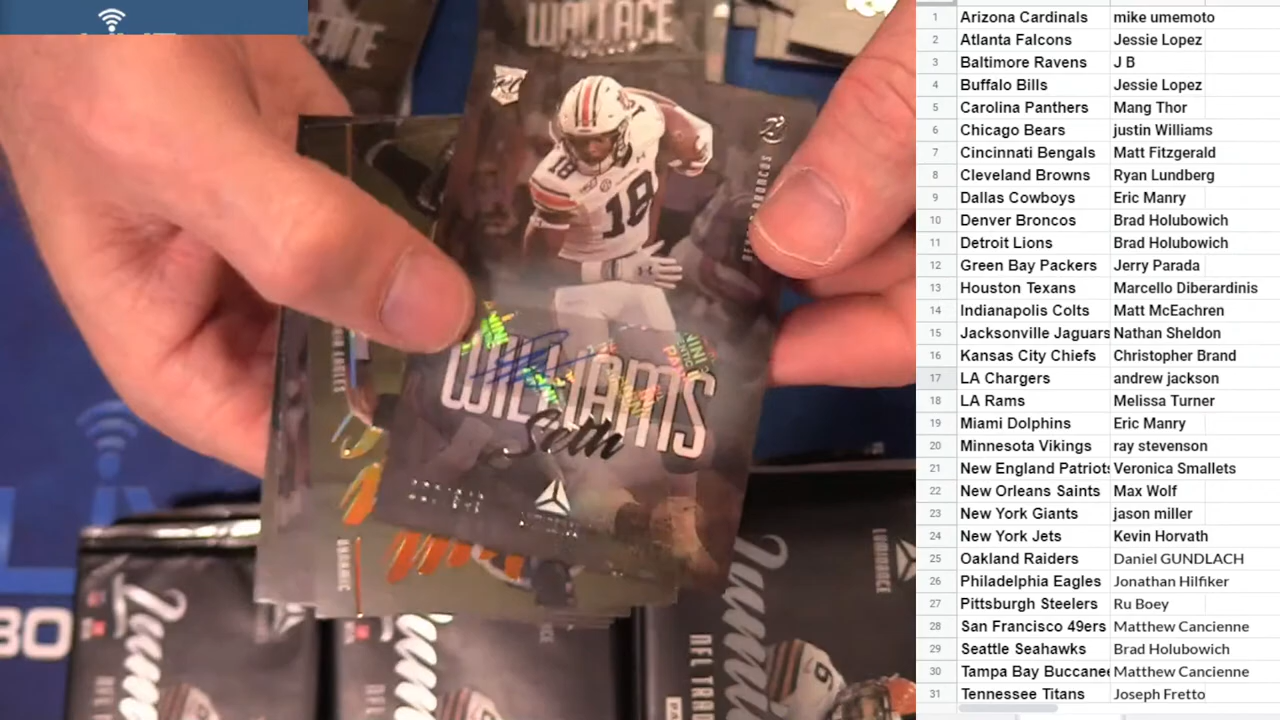 WALLACE
18
18
WILLIAMS
Seth
LUMINANCE
30
1 Arizona Cardinals mike umemoto
2 Atlanta Falcons Jessie Lopez
3 Baltimore Ravens J B
4 Buffalo Bills Jessie Lopez
5 Carolina Panthers Mang Thor
6 Chicago Bears justin Williams
7 Cincinnati Bengals Matt Fitzgerald
8 Cleveland Browns Ryan Lundberg
9 Dallas Cowboys Eric Manry
10 Denver Broncos Brad Holubowich
11 Detroit Lions Brad Holubowich
12 Green Bay Packers Jerry Parada
13 Houston Texans Marcello Diberardinis
14 Indianapolis Colts Matt McEachren
15 Jacksonville Jaguars Nathan Sheldon
16 Kansas City Chiefs Christopher Brand
17 LA Chargers andrew jackson
18 LA Rams Melissa Turner
19 Miami Dolphins Eric Manry
20 Minnesota Vikings ray stevenson
21 New England Patriots Veronica Smallets
22 New Orleans Saints Max Wolf
23 New York Giants jason miller
24 New York Jets Kevin Horvath
25 Oakland Raiders Daniel GUNDLACH
26 Philadelphia Eagles Jonathan Hilfiker
27 Pittsburgh Steelers Ru Boey
28 San Francisco 49ers Matthew Cancienne
29 Seattle Seahawks Brad Holubowich
30 Tampa Bay Buccanee Matthew Cancienne
31 Tennessee Titans Joseph Fretto